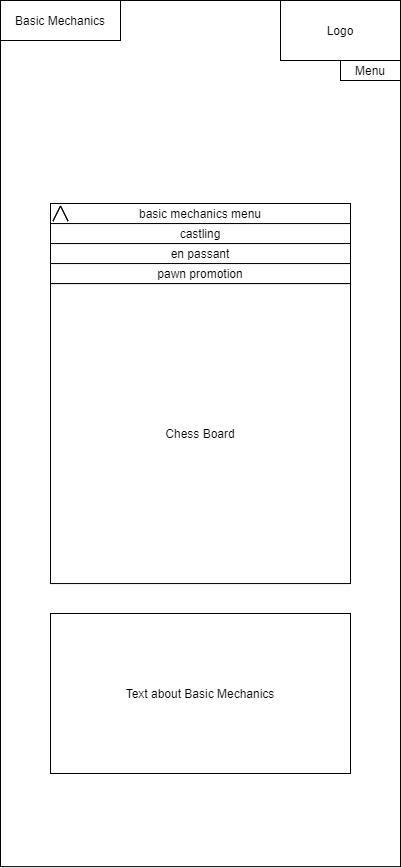 Basic Mechanics
Logo
Menu
basic mechanics menu
castling
en passant
pawn promotion
Chess Board
Text about Basic Mechanics